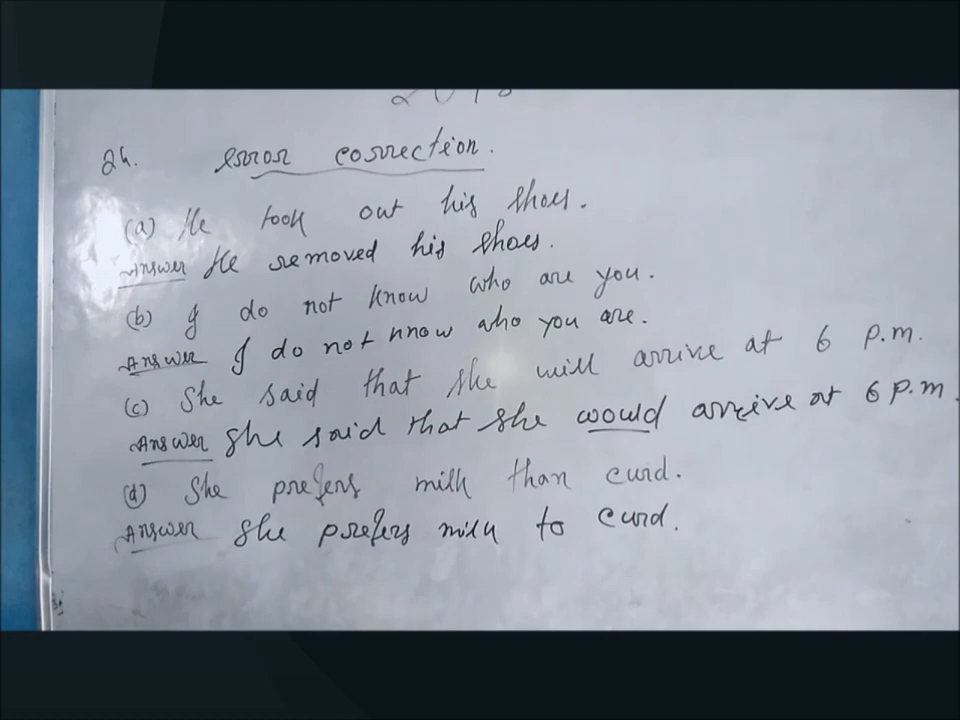 24. Error correction.
(a) He took out his shoes.
Answer He removed his shoes.
(b) I do not know who are you.
Answer I do not know who you are.
(c) She said that she will arrive at 6 p.m.
Answer She said that she would arrive at 6 p.m.
(d) She prefers milk than curd.
Answer She prefers milk to curd.